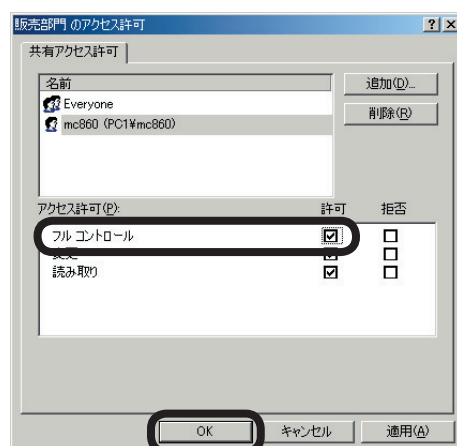 販売部門 のアクセス許可
共有アクセス許可
名前
Everyone
mc860 (PC1¥mc860)
追加(D)...
削除(R)
アクセス許可(P): 許可 拒否
フル コントロール
変更
読み取り
OK キャンセル 適用(A)